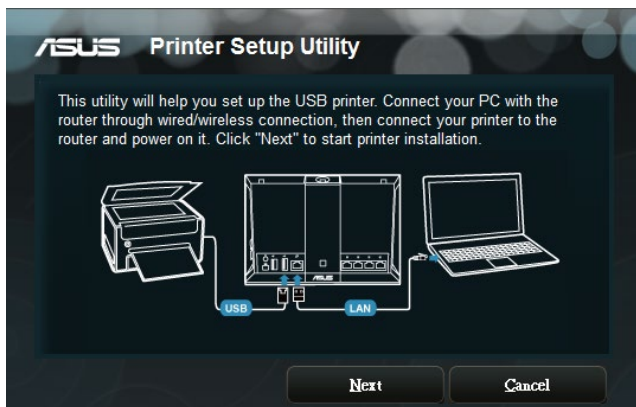 ASUS Printer Setup Utility
This utility will help you set up the USB printer. Connect your PC with the
router through wired/wireless connection, then connect your printer to the
router and power on it. Click "Next" to start printer installation.
ASUS
USB
LAN
Next
Cancel